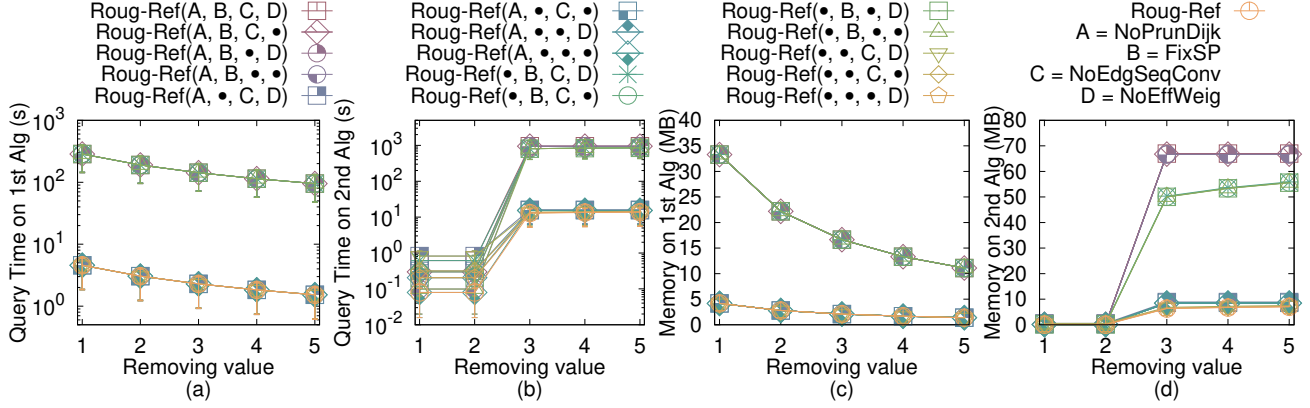 Roug-Ref(A, B, C, D)
Roug-Ref(A, B, C, •)
Roug-Ref(A, B, •, D)
Roug-Ref(A, B, •, •)
Roug-Ref(A, •, C, D)
Roug-Ref(A, •, C, •)
Roug-Ref(A, •, •, D)
Roug-Ref(A, •, •, •)
Roug-Ref(•, B, C, D)
Roug-Ref(•, B, C, •)
Roug-Ref(•, B, •, D)
Roug-Ref(•, B, •, •)
Roug-Ref(•, •, C, D)
Roug-Ref(•, •, C, •)
Roug-Ref(•, •, •, D)
Roug-Ref
A = NoPrunDijk
B = FixSP
C = NoEdgSeqConv
D = NoEffWeig
Query Time on 1st Alg (s)
10^3
10^2
10^1
10^0
1 2 3 4 5
Removing value
(a)
Query Time on 2nd Alg (s)
10^3
10^2
10^1
10^0
10^-1
10^-2
1 2 3 4 5
Removing value
(b)
Memory on 1st Alg (MB)
40
35
30
25
20
15
10
5
0
1 2 3 4 5
Removing value
(c)
Memory on 2nd Alg (MB)
80
70
60
50
40
30
20
10
0
1 2 3 4 5
Removing value
(d)